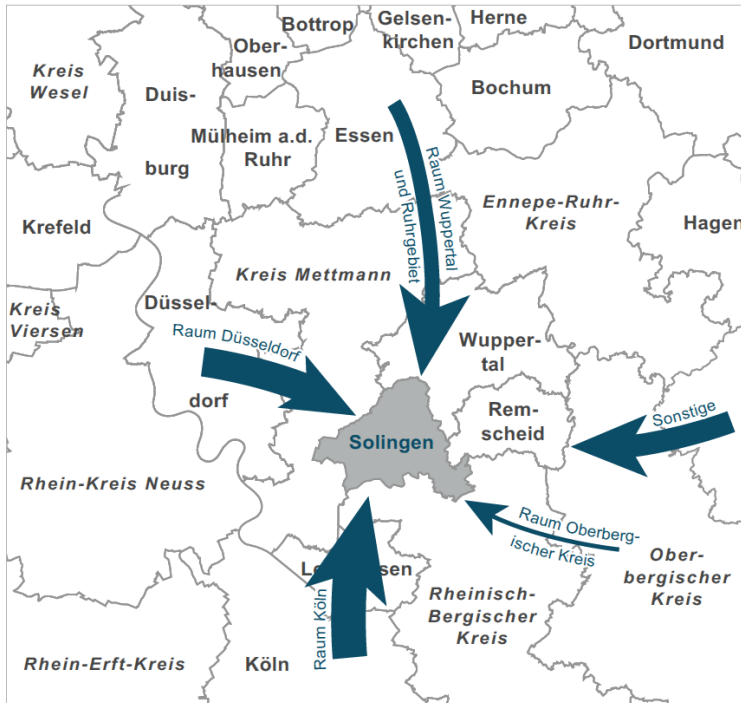 Bottrop
Gelsen-
kirchen
Herne
Dortmund
Ober-
hausen
Kreis
Wesel
Duis-
burg
Bochum
Mülheim a.d.
Ruhr
Essen
Raum Wuppertal
und Ruhrgebiet
Ennepe-Ruhr-
Kreis
Hagen
Krefeld
Kreis Mettmann
Kreis
Viersen
Düssel-
dorf
Raum Düsseldorf
Wupper-
tal
Rem-
scheid
Sonstige
Solingen
Rhein-Kreis Neuss
Raum Oberberg-
ischer Kreis
Ober-
bergischer
Kreis
Raum Köln
Rheinisch-
Bergischer
Kreis
Rhein-Erft-Kreis
Köln